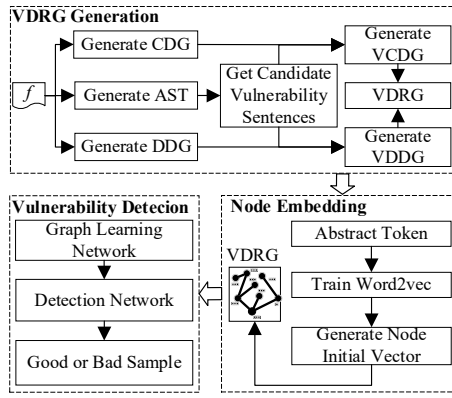 VDRG Generation
Generate CDG
Generate
VCDG
f
Generate AST
Get Candidate
Vulnerability
Sentences
VDRG
Generate DDG
Generate
VDDG
Vulnerability Detecion
Graph Learning
Network
Detection Network
Good or Bad Sample
Node Embedding
VDRG
Abstract Token
Train Word2vec
Generate Node
Initial Vector